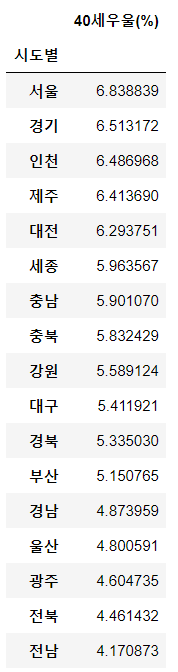 40세우울(%)
시도별
서울 6.838839
경기 6.513172
인천 6.486968
제주 6.413690
대전 6.293751
세종 5.963567
충남 5.901070
충북 5.832429
강원 5.589124
대구 5.411921
경북 5.335030
부산 5.150765
경남 4.873959
울산 4.800591
광주 4.604735
전북 4.461432
전남 4.170873